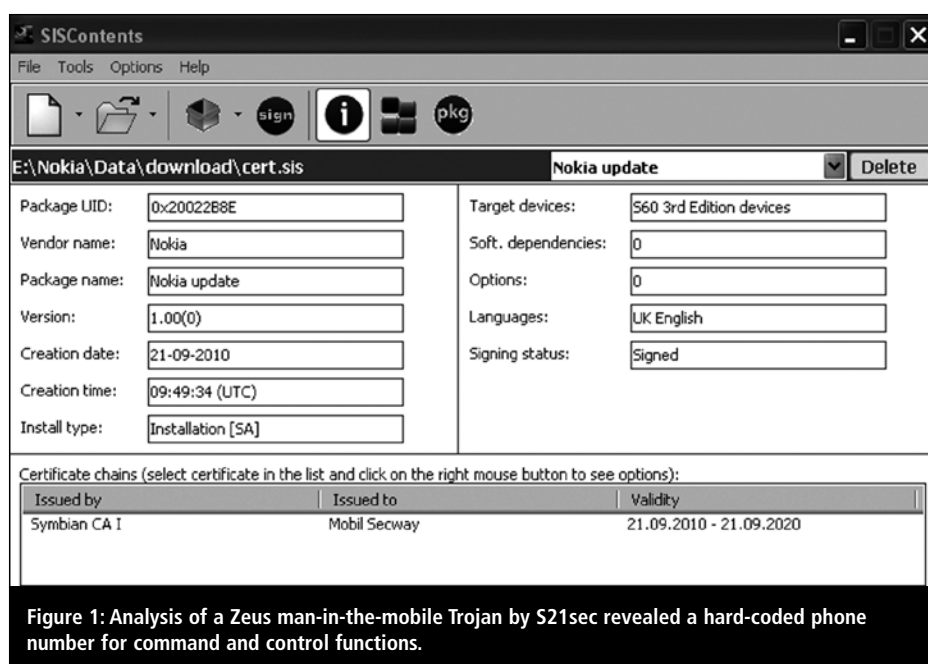 SISContents
File Tools Options Help
sign i pkg
E:\Nokia\Data\download\cert.sis Nokia update Delete
Package UID: 0x20022B8E
Vendor name: Nokia
Package name: Nokia update
Version: 1.00(0)
Creation date: 21-09-2010
Creation time: 09:49:34 (UTC)
Install type: Installation [SA]
Target devices: S60 3rd Edition devices
Soft. dependencies: 0
Options: 0
Languages: UK English
Signing status: Signed
Certificate chains (select certificate in the list and click on the right mouse button to see options):
Issued by Issued to Validity
Symbian CA I Mobil Secway 21.09.2010 - 21.09.2020
Figure 1: Analysis of a Zeus man-in-the-mobile Trojan by S21sec revealed a hard-coded phone
number for command and control functions.